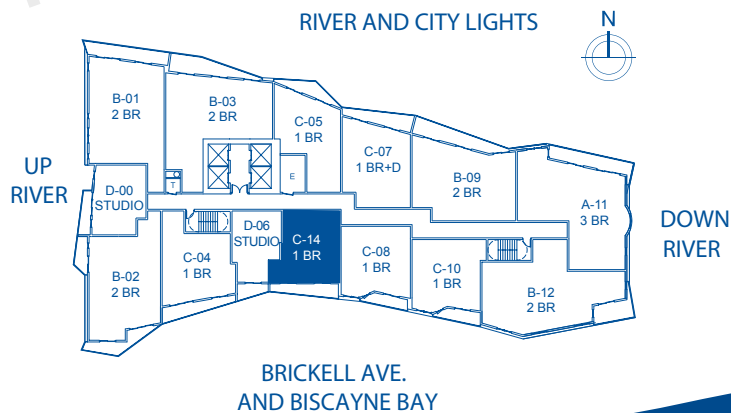 RIVER AND CITY LIGHTS
N
B-01
2 BR
B-03
2 BR
C-05
1 BR
C-07
1 BR+D
B-09
2 BR
A-11
3 BR
UP
RIVER
D-00
STUDIO
T
E
DOWN
RIVER
B-02
2 BR
C-04
1 BR
D-06
STUDIO
C-14
1 BR
C-08
1 BR
C-10
1 BR
B-12
2 BR
BRICKELL AVE.
AND BISCAYNE BAY